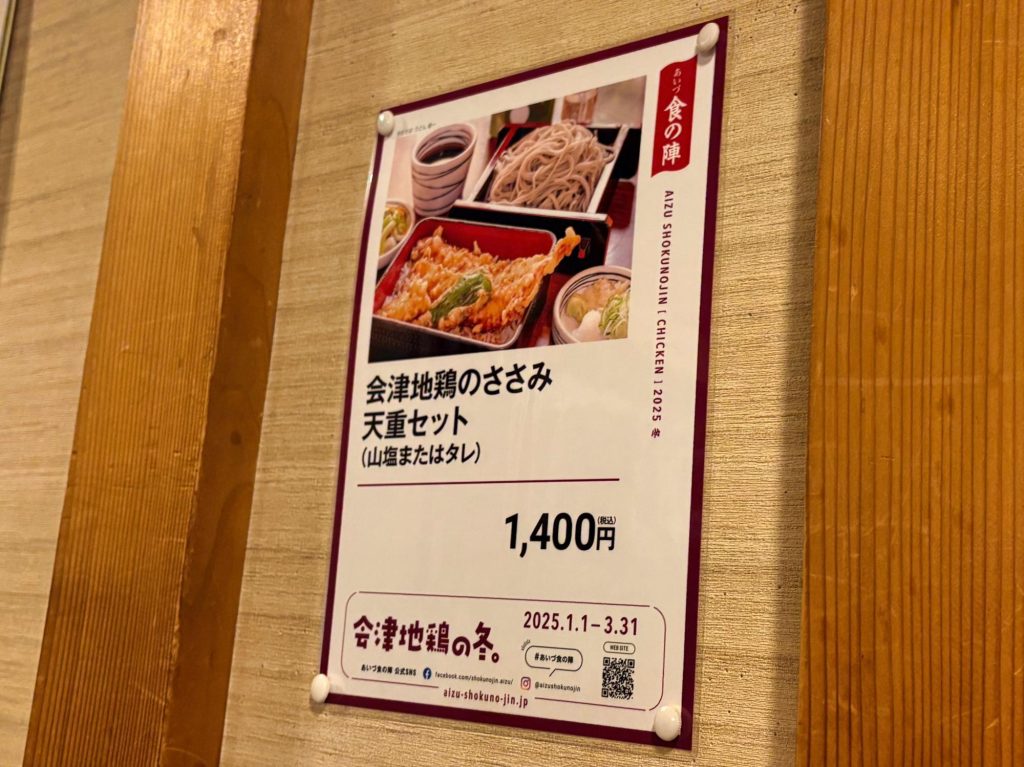 あいづ
食の陣
AIZU SHOKUNOJIN [ CHICKEN ] 2025 冬
会津地鶏のささみ
天重セット
(山塩またはタレ)
1,400円
(税込)
会津地鶏の冬。
2025.1.1–3.31
#あいづ食の陣
WEB SITE
あいづ食の陣 公式SNS
facebook.com/shokunojin.aizu/
@aizushokunojin
aizu-shokuno-jin.jp